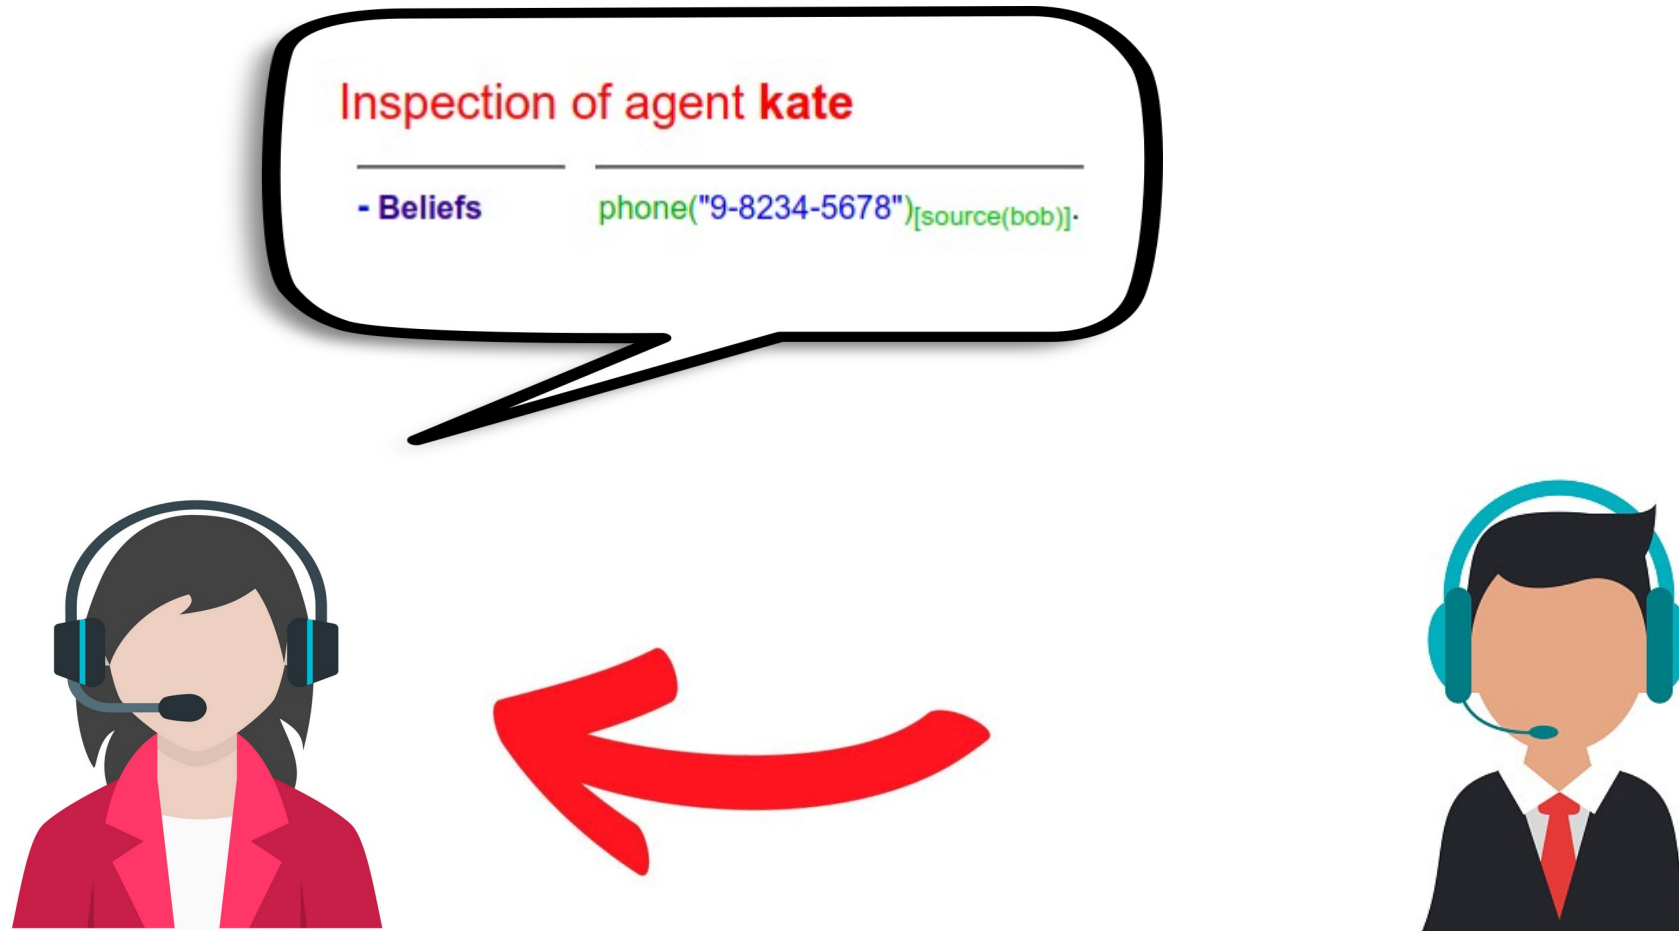 Inspection of agent kate
- Beliefs phone("9-8234-5678")[source(bob)].